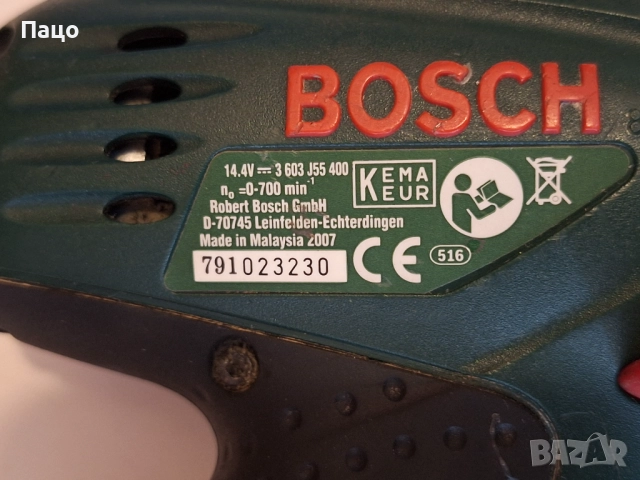 Пацо
BOSCH
14.4V⎓ 3 603 J55 400
n₀ =0-700 min⁻¹
Robert Bosch GmbH
D-70745 Leinfelden-Echterdingen
Made in Malaysia 2007
791023230
KEMA
KEUR
CE
516
BAZAR